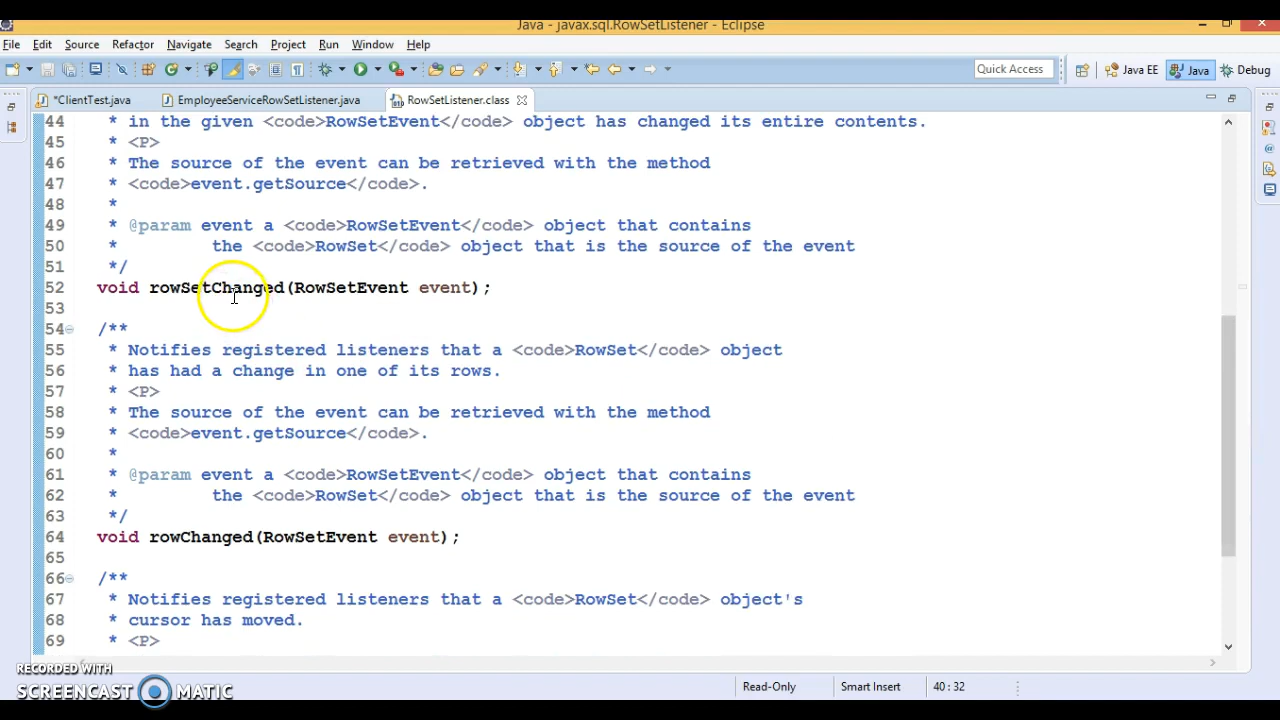 Java - javax.sql.RowSetListener - Eclipse
File Edit Source Refactor Navigate Search Project Run Window Help
Quick Access Java EE Java Debug
*ClientTest.java EmployeeServiceRowSetListener.java RowSetListener.class
44 * in the given <code>RowSetEvent</code> object has changed its entire contents.
45 * <P>
46 * The source of the event can be retrieved with the method
47 * <code>event.getSource</code>.
48 *
49 * @param event a <code>RowSetEvent</code> object that contains
50 * the <code>RowSet</code> object that is the source of the event
51 */
52 void rowSetChanged(RowSetEvent event);
53
54 /**
55 * Notifies registered listeners that a <code>RowSet</code> object
56 * has had a change in one of its rows.
57 * <P>
58 * The source of the event can be retrieved with the method
59 * <code>event.getSource</code>.
60 *
61 * @param event a <code>RowSetEvent</code> object that contains
62 * the <code>RowSet</code> object that is the source of the event
63 */
64 void rowChanged(RowSetEvent event);
65
66 /**
67 * Notifies registered listeners that a <code>RowSet</code> object's
68 * cursor has moved.
69 * <P>
RECORDED WITH
SCREENCAST MATIC
Read-Only Smart Insert 40 : 32